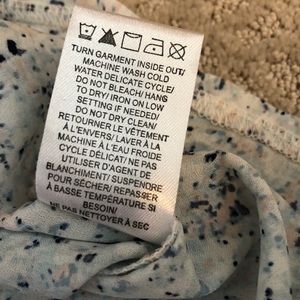 TURN GARMENT INSIDE OUT/
MACHINE WASH COLD
WATER DELICATE CYCLE/
DO NOT BLEACH/ HANG
TO DRY/IRON ON LOW
SETTING IF NEEDED/
DO NOT DRY CLEAN
RETOURNER LE VÊTEMENT
À L'ENVERS/ LAVER À LA
MACHINE À L'EAU FROIDE
CYCLE DÉLICAT/ NE PAS
UTILISER D'AGENT DE
BLANCHIMENT/ SUSPENDRE
POUR SÉCHER/ REPASSER
À BASSE TEMPÉRATURE SI
BESOIN/
NE PAS NETTOYER À SEC